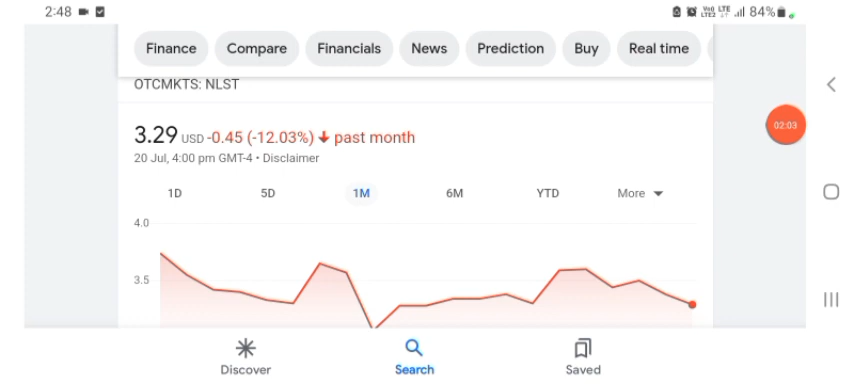 2:48 84%
LTE2 LTE
Finance Compare Financials News Prediction Buy Real time
OTCMKTS: NLST
02:03
3.29 USD -0.45 (-12.03%) past month
20 Jul, 4:00 pm GMT-4 • Disclaimer
1D 5D 1M 6M YTD More
4.0
3.5
Discover Search Saved